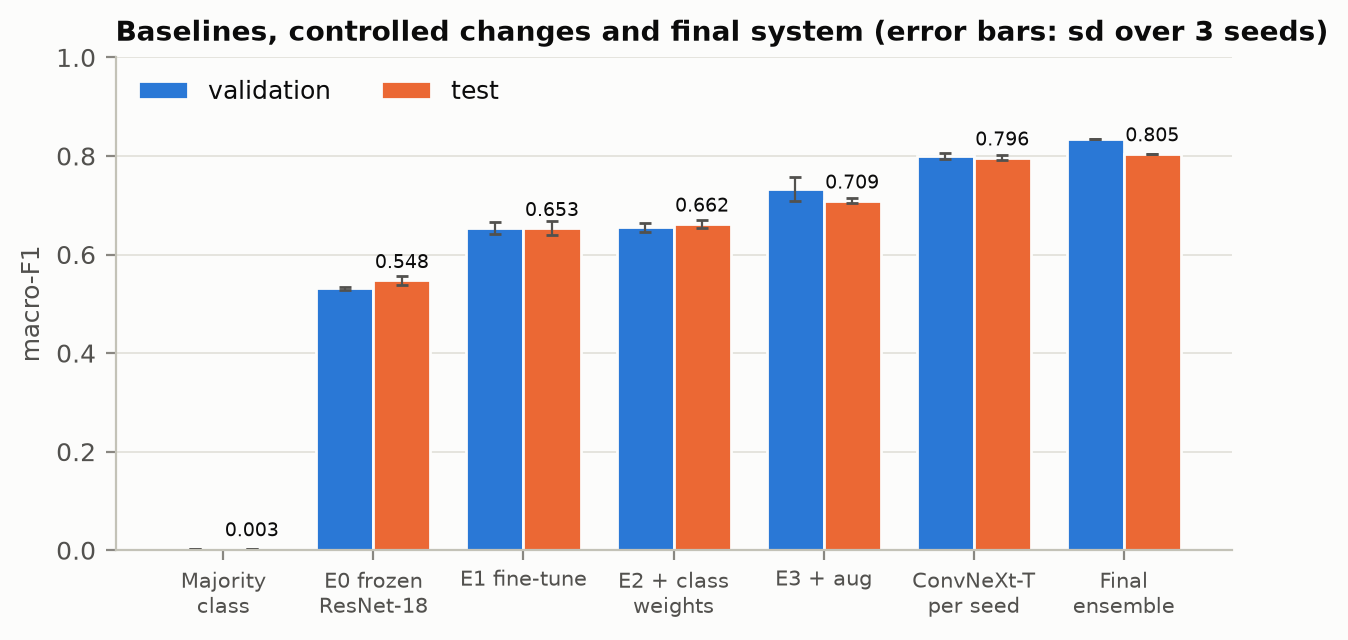 Baselines, controlled changes and final system (error bars: sd over 3 seeds)
validation
test
macro-F1
1.0
0.8
0.6
0.4
0.2
0.0
0.003
0.548
0.653
0.662
0.709
0.796
0.805
Majority
class
E0 frozen
ResNet-18
E1 fine-tune
E2 + class
weights
E3 + aug
ConvNeXt-T
per seed
Final
ensemble